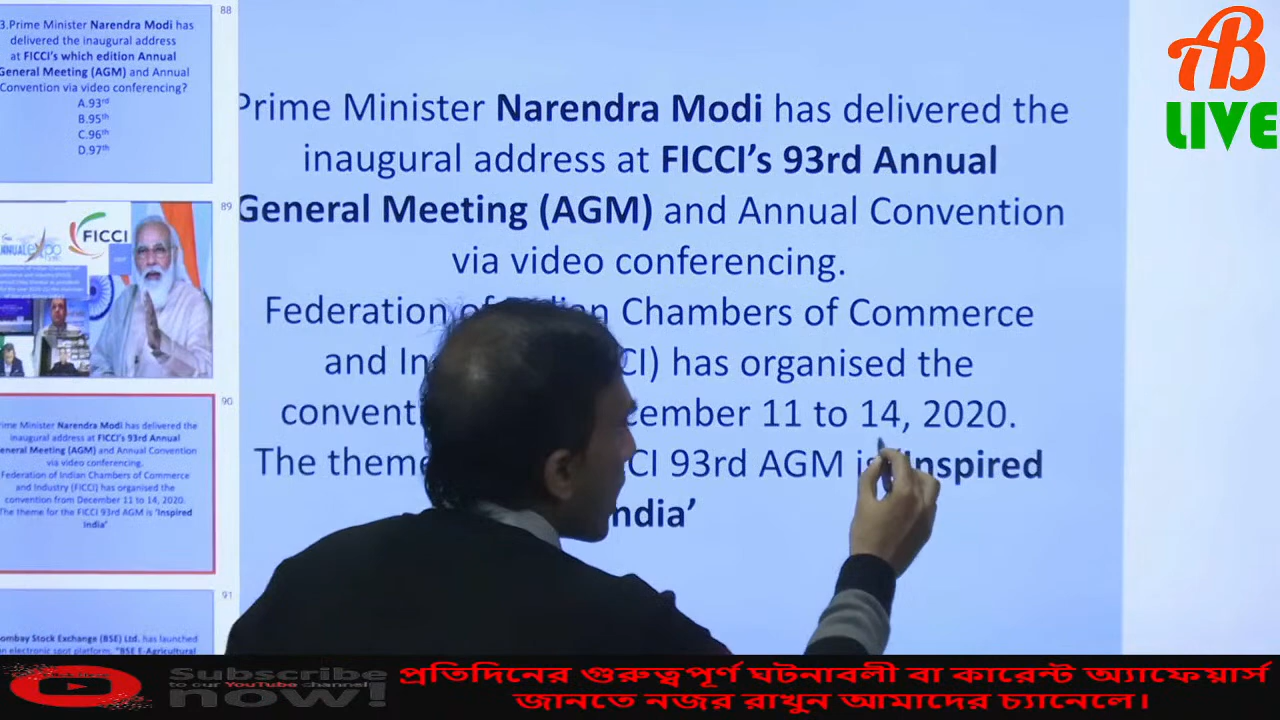 88
3.Prime Minister Narendra Modi has
delivered the inaugural address
at FICCI's which edition Annual
General Meeting (AGM) and Annual
Convention via video conferencing?
A.93rd
B.95th
C.96th
D.97th
89
FICCI
90
Prime Minister Narendra Modi has delivered the
inaugural address at FICCI's 93rd Annual
General Meeting (AGM) and Annual Convention
via video conferencing.
Federation of Indian Chambers of Commerce
and Industry (FICCI) has organised the
convention from December 11 to 14, 2020.
The theme for the FICCI 93rd AGM is 'Inspired
India'
91
Bombay Stock Exchange (BSE) Ltd. has launched
an electronic spot platform, "BSE E-Agricultural
Prime Minister Narendra Modi has delivered the
inaugural address at FICCI's 93rd Annual
General Meeting (AGM) and Annual Convention
via video conferencing.
Federation of Indian Chambers of Commerce
and In CI) has organised the
convent cember 11 to 14, 2020.
The theme CI 93rd AGM is 'Inspired
India'
AB
LIVE
Subscribe
to our YouTube channel
now!
প্রতিদিনের গুরুত্বপূর্ণ ঘটনাবলী বা কারেন্ট অ্যাফেয়ার্স
জানতে নজর রাখুন আমাদের চ্যানেলে।